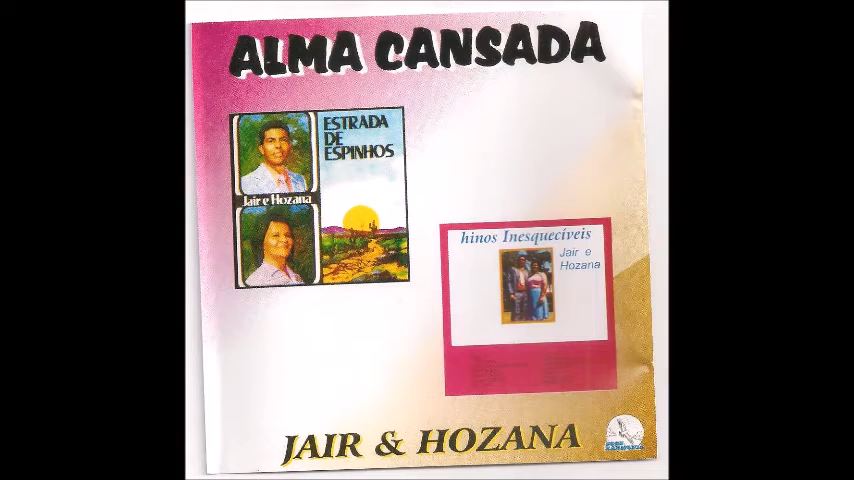 ALMA CANSADA
ESTRADA
DE
ESPINHOS
Jair e Hozana
hinos Inesquecíveis
Jair e
Hozana
JAIR & HOZANA